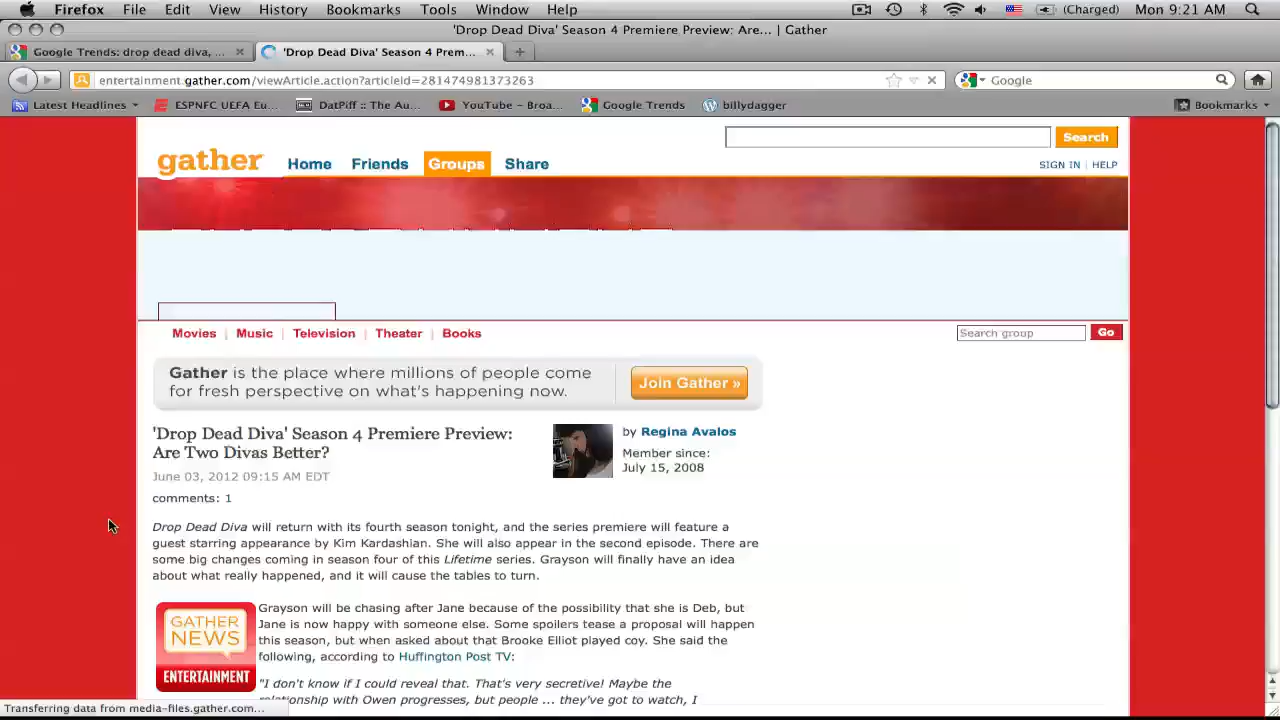 Firefox File Edit View History Bookmarks Tools Window Help (Charged) Mon 9:21 AM
'Drop Dead Diva' Season 4 Premiere Preview: Are... | Gather
Google Trends: drop dead diva, ... 'Drop Dead Diva' Season 4 Prem...
entertainment.gather.com/viewArticle.action?articleId=281474981373263 Google
Latest Headlines ESPNFC UEFA Eu... DatPiff :: The Au... YouTube - Broa... Google Trends billydagger Bookmarks
Search
gather Home Friends Groups Share SIGN IN | HELP
Movies | Music | Television | Theater | Books Search group Go
Gather is the place where millions of people come
for fresh perspective on what's happening now.
Join Gather »
'Drop Dead Diva' Season 4 Premiere Preview:
Are Two Divas Better?
June 03, 2012 09:15 AM EDT
comments: 1
by Regina Avalos
Member since:
July 15, 2008
Drop Dead Diva will return with its fourth season tonight, and the series premiere will feature a
guest starring appearance by Kim Kardashian. She will also appear in the second episode. There are
some big changes coming in season four of this Lifetime series. Grayson will finally have an idea
about what really happened, and it will cause the tables to turn.
GATHER
NEWS
ENTERTAINMENT
Grayson will be chasing after Jane because of the possibility that she is Deb, but
Jane is now happy with someone else. Some spoilers tease a proposal will happen
this season, but when asked about that Brooke Elliot played coy. She said the
following, according to Huffington Post TV:
"I don't know if I could reveal that. That's very secretive! Maybe the
relationship with Owen progresses, but people ... they've got to watch, I
Transferring data from media-files.gather.com...